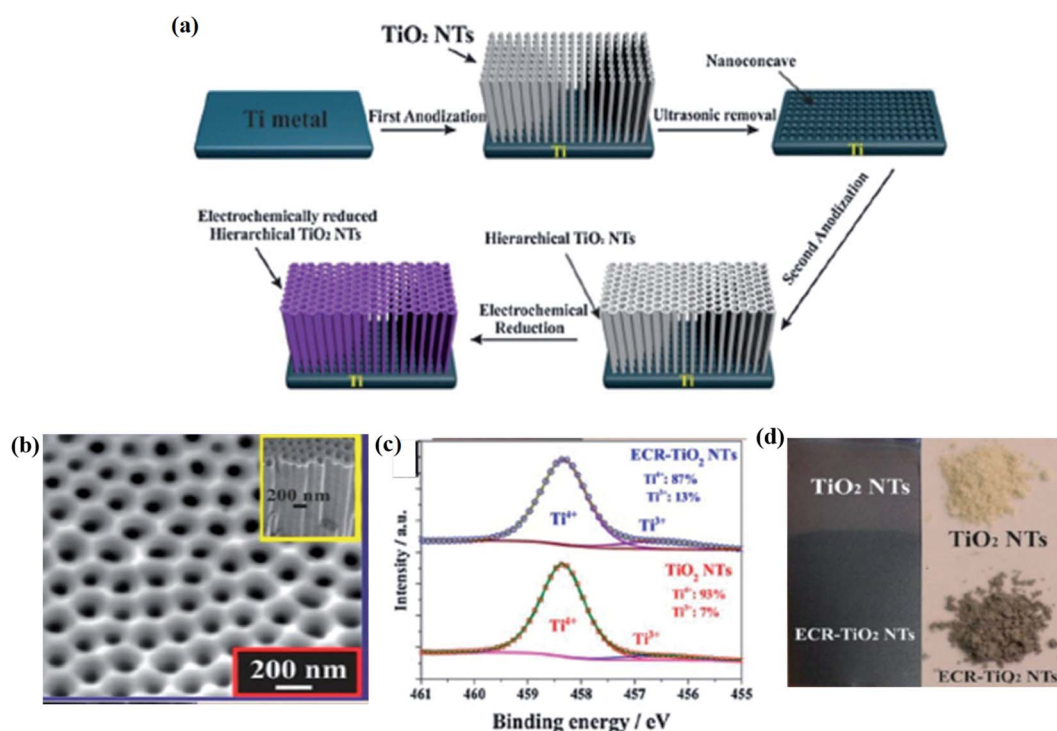 (a)
TiO₂ NTs
Nanoconcave
Ti metal
First Anodization
Ultrasonic removal
Ti
Ti
Electrochemically reduced
Hierarchical TiO₂ NTs
Hierarchical TiO₂ NTs
Second Anodization
Electrochemical
Reduction
Ti
Ti
(b)
200 nm
200 nm
(c)
ECR-TiO₂ NTs
Ti⁴⁺: 87%
Ti³⁺: 13%
Ti⁴⁺
Ti³⁺
TiO₂ NTs
Ti⁴⁺: 93%
Ti³⁺: 7%
Ti⁴⁺
Ti³⁺
Intensity / a.u.
461 460 459 458 457 456 455
Binding energy / eV
(d)
TiO₂ NTs
ECR-TiO₂ NTs
TiO₂ NTs
ECR-TiO₂ NTs